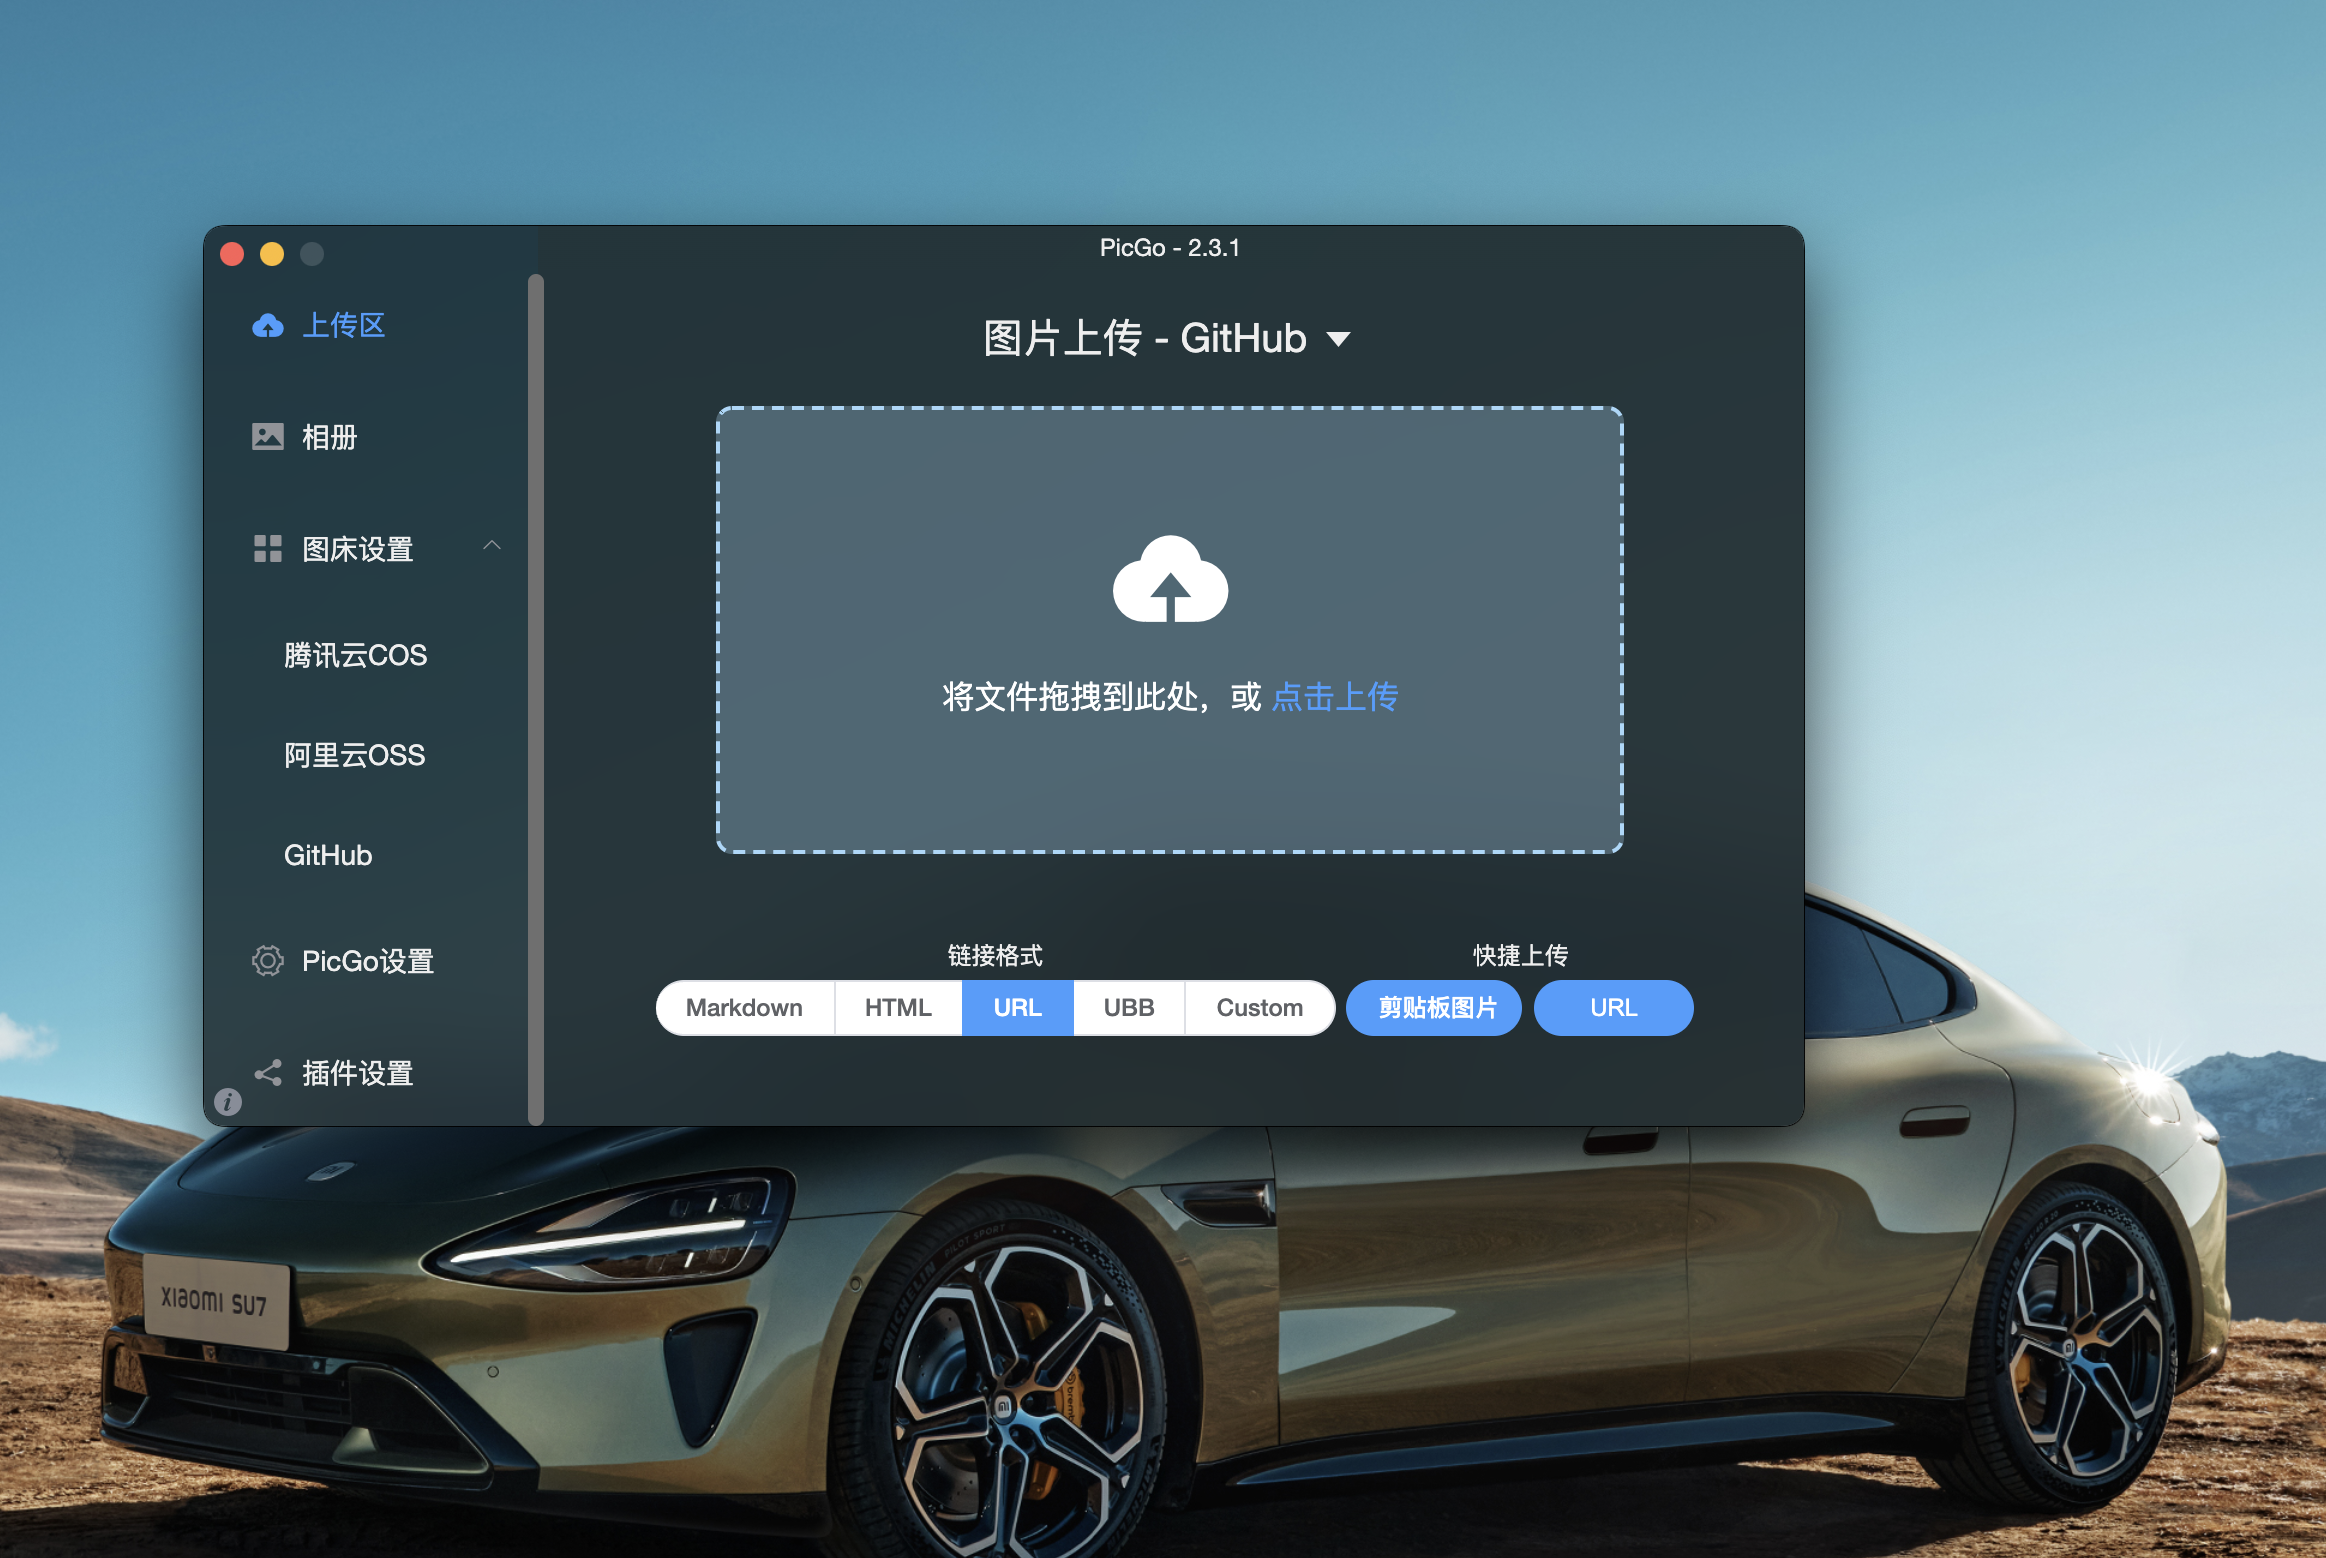 PicGo - 2.3.1
上传区
相册
图床设置
腾讯云COS
阿里云OSS
GitHub
PicGo设置
插件设置
图片上传 - GitHub
将文件拖拽到此处，或 点击上传
链接格式
Markdown
HTML
URL
UBB
Custom
快捷上传
剪贴板图片
URL
XIAOMI SU7
MICHELIN
PILOT SPORT